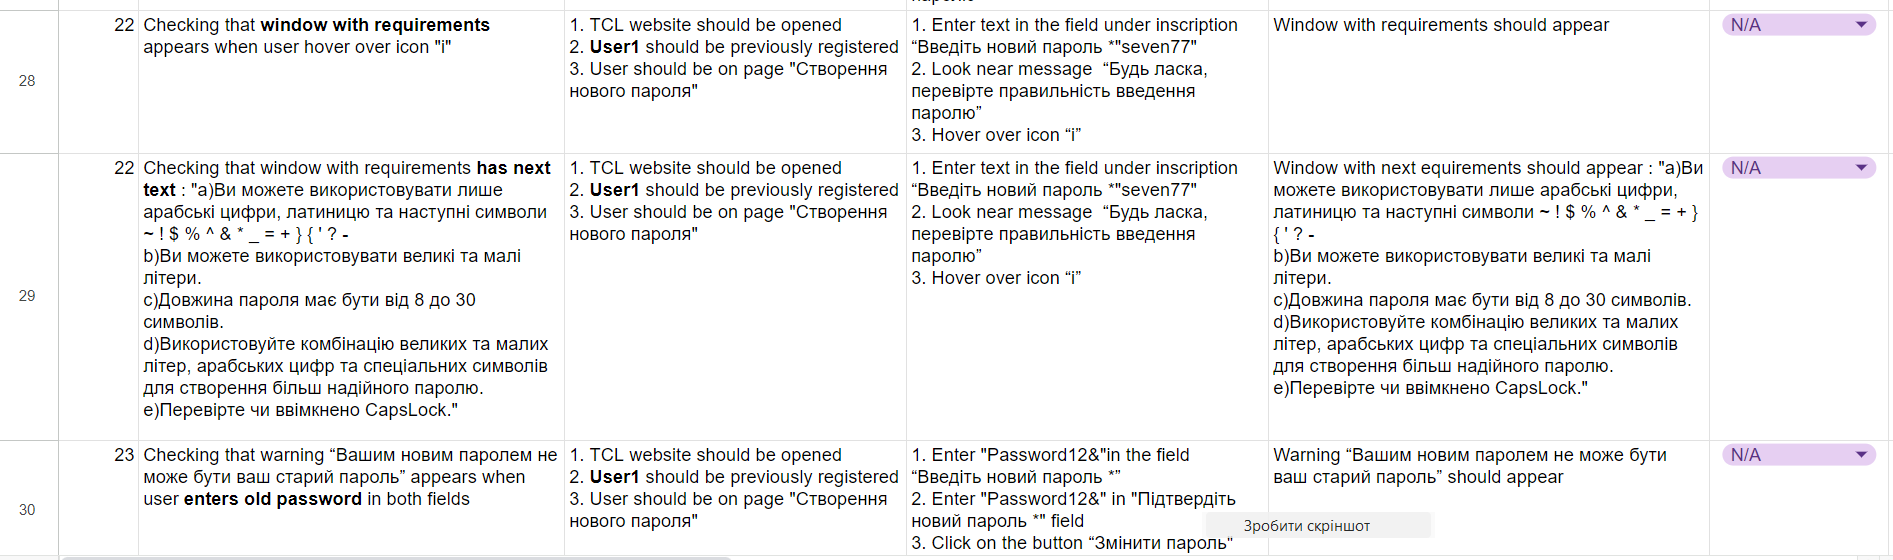 28
22
Checking that window with requirements
appears when user hover over icon "i"
1. TCL website should be opened
2. User1 should be previously registered
3. User should be on page "Створення
нового пароля"
1. Enter text in the field under inscription
“Введіть новий пароль *"seven77"
2. Look near message  “Будь ласка,
перевірте правильність введення
паролю”
3. Hover over icon “i”
Window with requirements should appear
N/A
29
22
Checking that window with requirements has next
text : "a)Ви можете використовувати лише
арабські цифри, латиницю та наступні символи
~ ! $ % ^ & * _ = + } { ' ? -
b)Ви можете використовувати великі та малі
літери.
c)Довжина пароля має бути від 8 до 30
символів.
d)Використовуйте комбінацію великих та малих
літер, арабських цифр та спеціальних символів
для створення більш надійного паролю.
e)Перевірте чи ввімкнено CapsLock."
1. TCL website should be opened
2. User1 should be previously registered
3. User should be on page "Створення
нового пароля"
1. Enter text in the field under inscription
“Введіть новий пароль *"seven77"
2. Look near message  “Будь ласка,
перевірте правильність введення
паролю”
3. Hover over icon “i”
Window with next equirements should appear : "a)Ви
можете використовувати лише арабські цифри,
латиницю та наступні символи ~ ! $ % ^ & * _ = + }
{ ' ? -
b)Ви можете використовувати великі та малі
літери.
c)Довжина пароля має бути від 8 до 30 символів.
d)Використовуйте комбінацію великих та малих
літер, арабських цифр та спеціальних символів
для створення більш надійного паролю.
e)Перевірте чи ввімкнено CapsLock."
N/A
30
23
Checking that warning “Вашим новим паролем не
може бути ваш старий пароль” appears when
user enters old password in both fields
1. TCL website should be opened
2. User1 should be previously registered
3. User should be on page "Створення
нового пароля"
1. Enter "Password12&"in the field
“Введіть новий пароль *”
2. Enter "Password12&" in "Підтвердіть
новий пароль *" field
3. Click on the button “Змінити пароль"
Warning “Вашим новим паролем не може бути
ваш старий пароль” should appear
N/A
Зробити скріншот